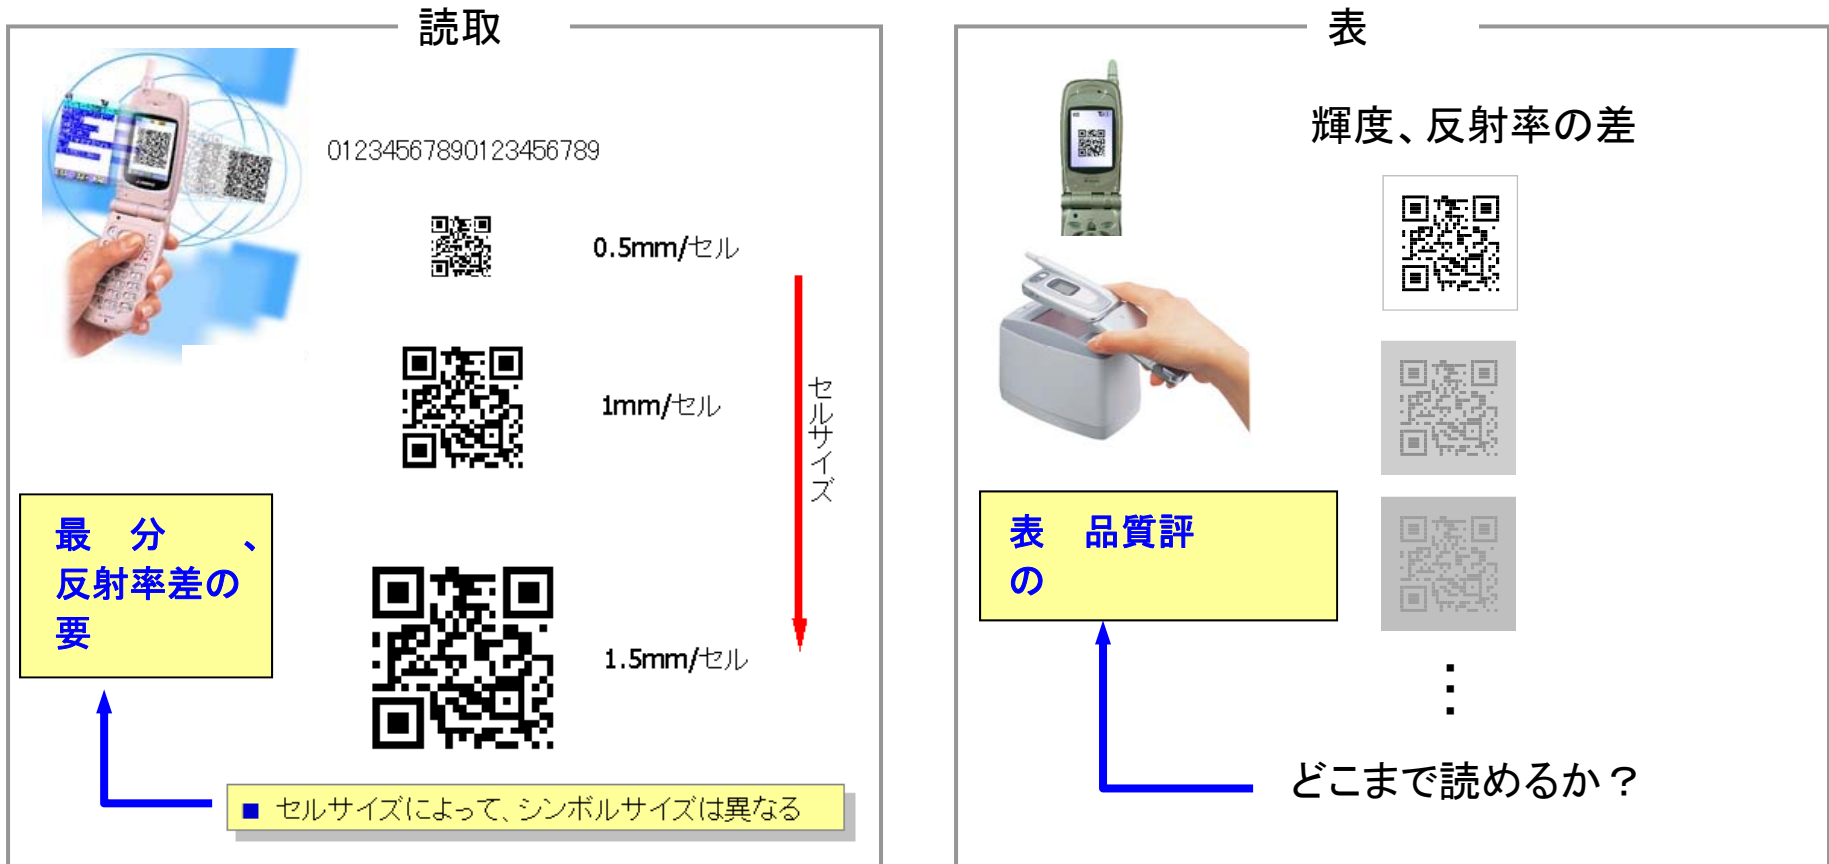 読取
01234567890123456789
0.5mm/セル
1mm/セル
セルサイズ
1.5mm/セル
最　分　　、
反射率差の
要
■ セルサイズによって、シンボルサイズは異なる
表
輝度、反射率の差
表　品質評
の
⋮
どこまで読めるか？